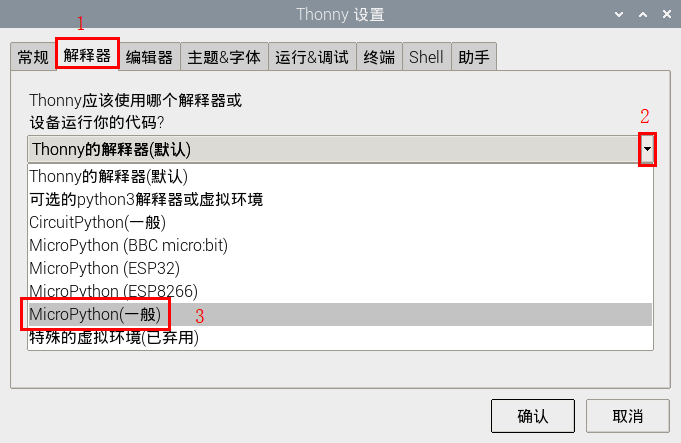 Thonny 设置
1
常规 解释器 编辑器 主题&字体 运行&调试 终端 Shell 助手
Thonny应该使用哪个解释器或
设备运行你的代码?
2
Thonny的解释器(默认)
Thonny的解释器(默认)
可选的python3解释器或虚拟环境
CircuitPython(一般)
MicroPython (BBC micro:bit)
MicroPython (ESP32)
MicroPython (ESP8266)
MicroPython(一般)
3
特殊的虚拟环境(已弃用)
确认 取消